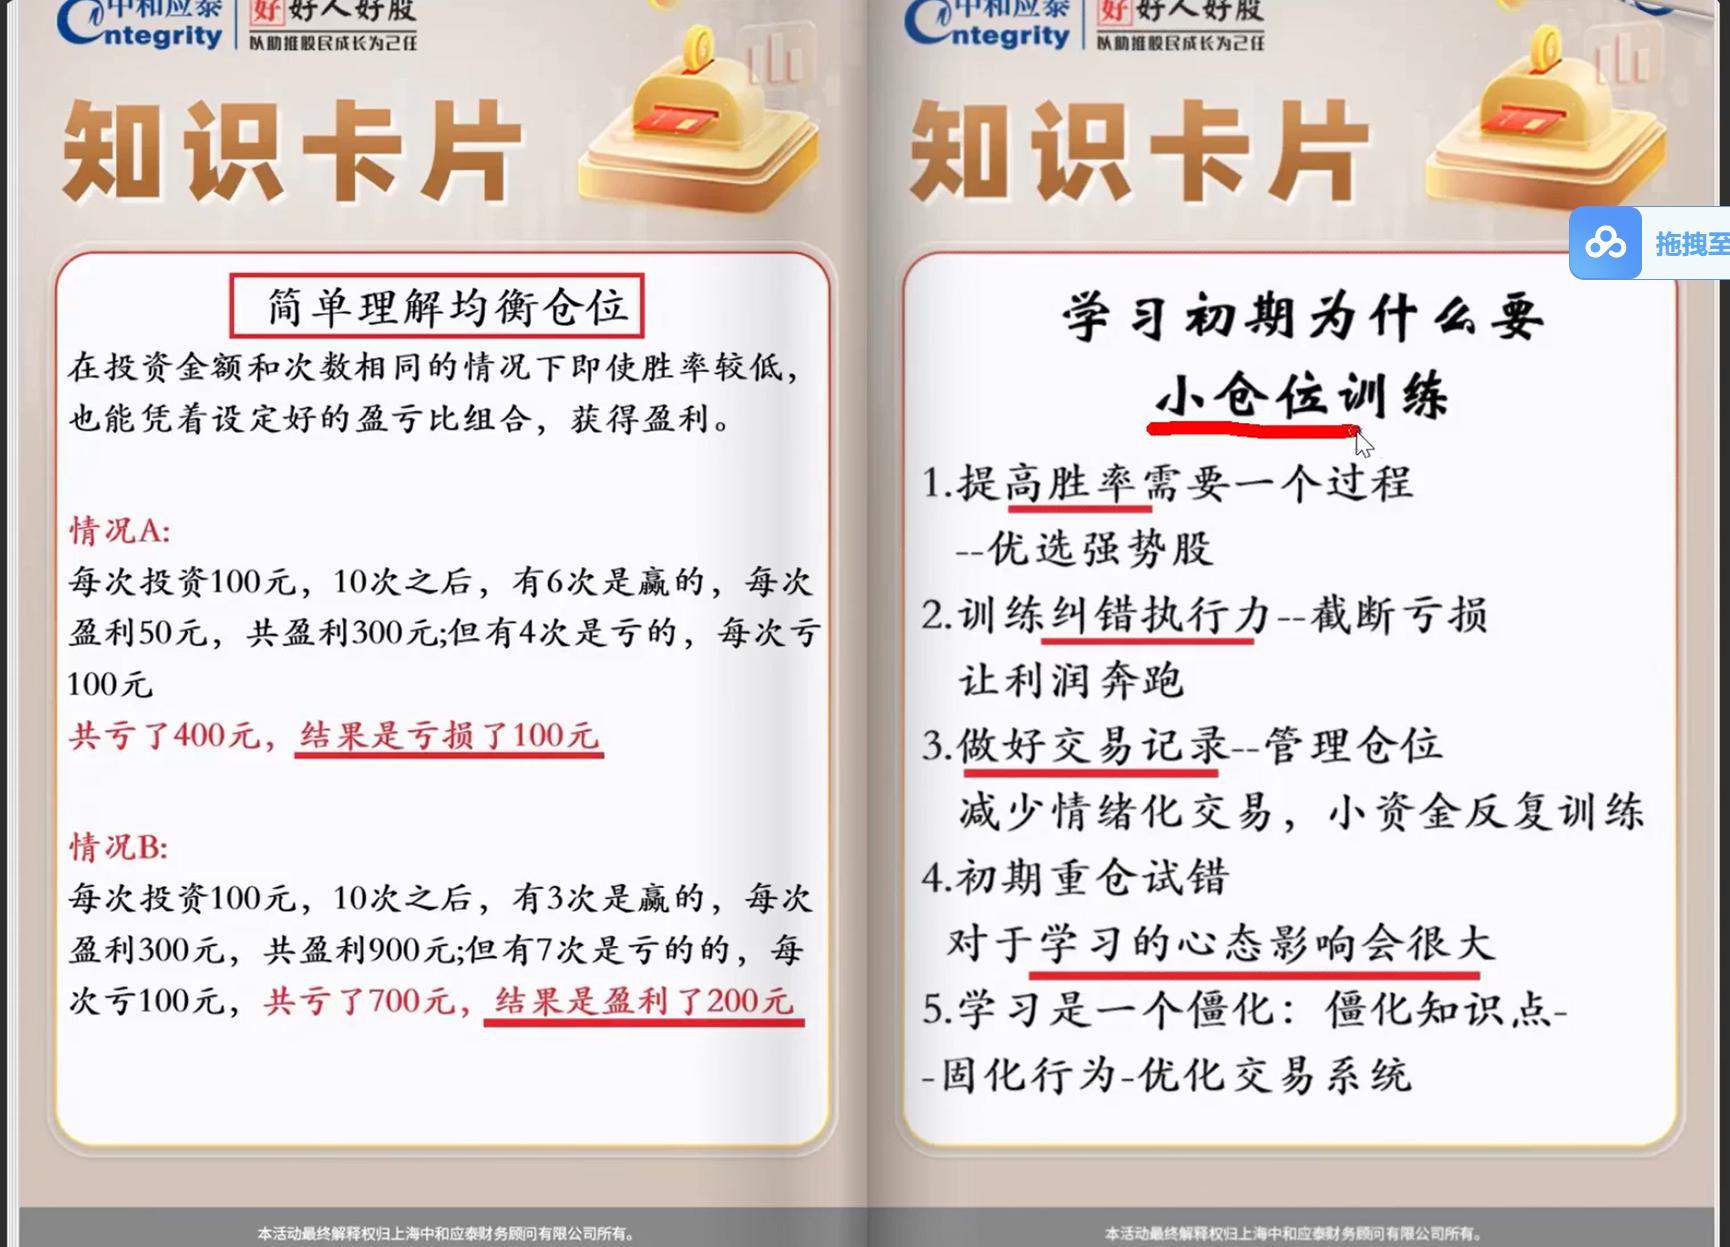 中和应泰
ntegrity
好 好人好股
以助推股民成长为己任
知识卡片
简单理解均衡仓位
在投资金额和次数相同的情况下即使胜率较低，
也能凭着设定好的盈亏比组合，获得盈利。
情况A:
每次投资100元，10次之后，有6次是赢的，每次
盈利50元，共盈利300元;但有4次是亏的，每次亏
100元
共亏了400元，结果是亏损了100元
情况B:
每次投资100元，10次之后，有3次是赢的，每次
盈利300元，共盈利900元;但有7次是亏的的，每
次亏100元，共亏了700元，结果是盈利了200元
本活动最终解释权归上海中和应泰财务顾问有限公司所有。
中和应泰
ntegrity
好 好人好股
以助推股民成长为己任
知识卡片
拖拽至
学习初期为什么要
小仓位训练
1.提高胜率需要一个过程
--优选强势股
2.训练纠错执行力--截断亏损
让利润奔跑
3.做好交易记录--管理仓位
减少情绪化交易，小资金反复训练
4.初期重仓试错
对于学习的心态影响会很大
5.学习是一个僵化：僵化知识点-
-固化行为-优化交易系统
本活动最终解释权归上海中和应泰财务顾问有限公司所有。